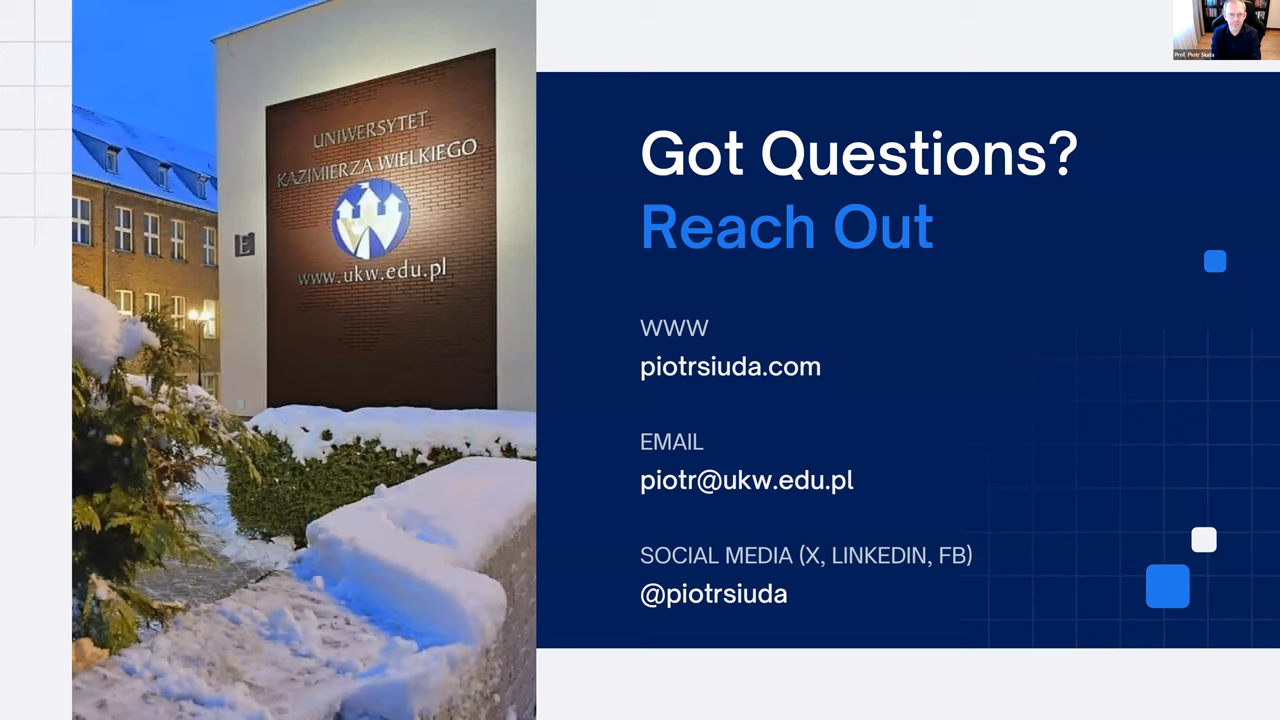 UNIWERSYTET
KAZIMIERZA WIELKIEGO
E
www.ukw.edu.pl
Prof. Piotr Siuda
Got Questions?
Reach Out
WWW
piotrsiuda.com
EMAIL
piotr@ukw.edu.pl
SOCIAL MEDIA (X, LINKEDIN, FB)
@piotrsiuda